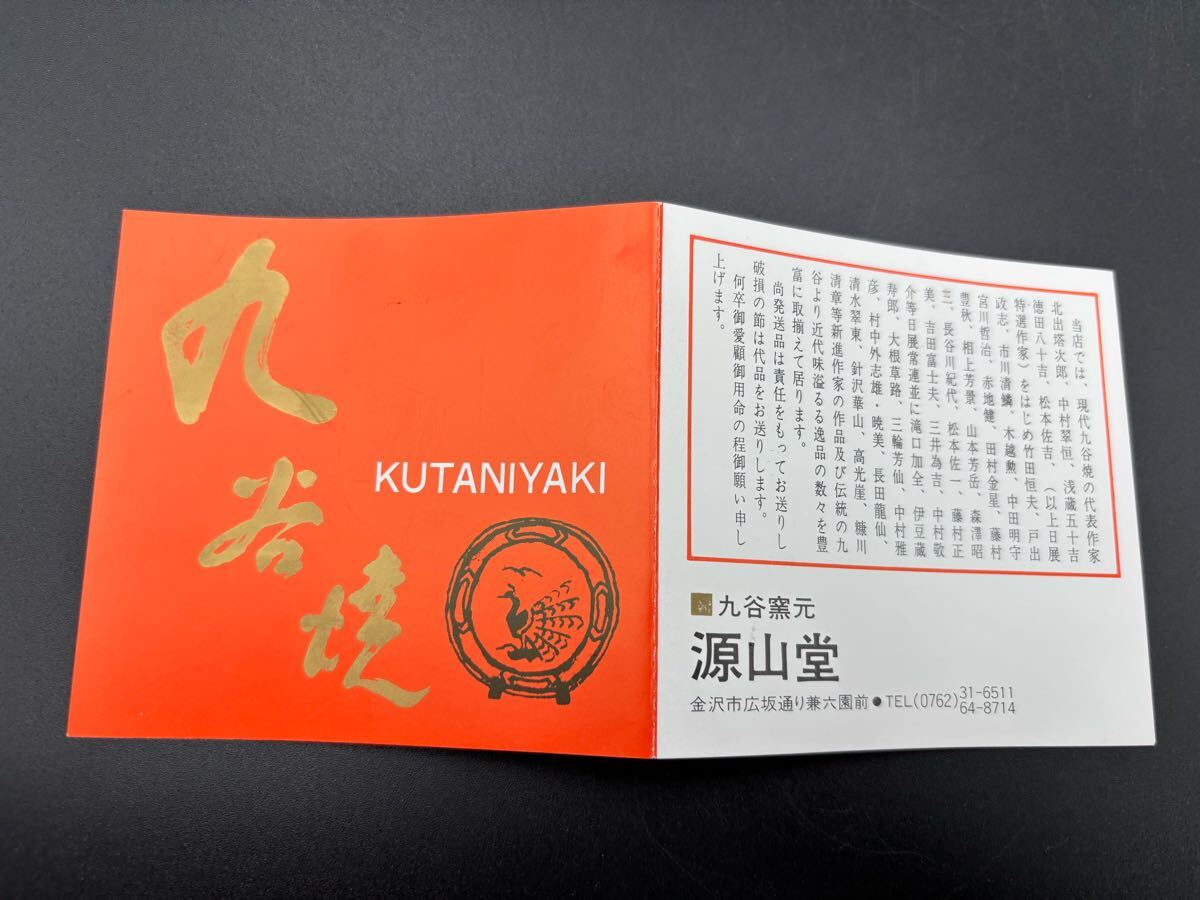 九谷焼
KUTANIYAKI
当店では、現代九谷焼の代表作家
北出塔次郎、中村翠恒、浅蔵五十吉
徳田八十吉、松本佐吉、（以上日展
特選作家）をはじめ竹田恒夫、戸出
政志、市川清鱗、木越勲、中田明守
宮川哲治、赤地健、田村金星、藤村
豊秋、相上芳景、山本芳岳、森澤昭
三、長谷川紀代、松本佐一、藤村正
美、吉田富士夫、三井為吉、中村敬
介等日展常連並に滝口加全、伊豆蔵
寿郎、大根草路、三輪芳仙、中村雅
彦、村中外志雄・暁美、長田龍仙、
清水翠東、針沢華山、高光崖、糠川
清章等新進作家の作品及び伝統の九
谷より近代味溢るる逸品の数々を豊
富に取揃えて居ります。
尚発送品は責任をもってお送りし
破損の節は代品をお送りします。
何卒御愛顧御用命の程御願い申し
上げます。
九谷窯元
源山堂
金沢市広坂通り兼六園前●TEL(0762)31-6511
64-8714